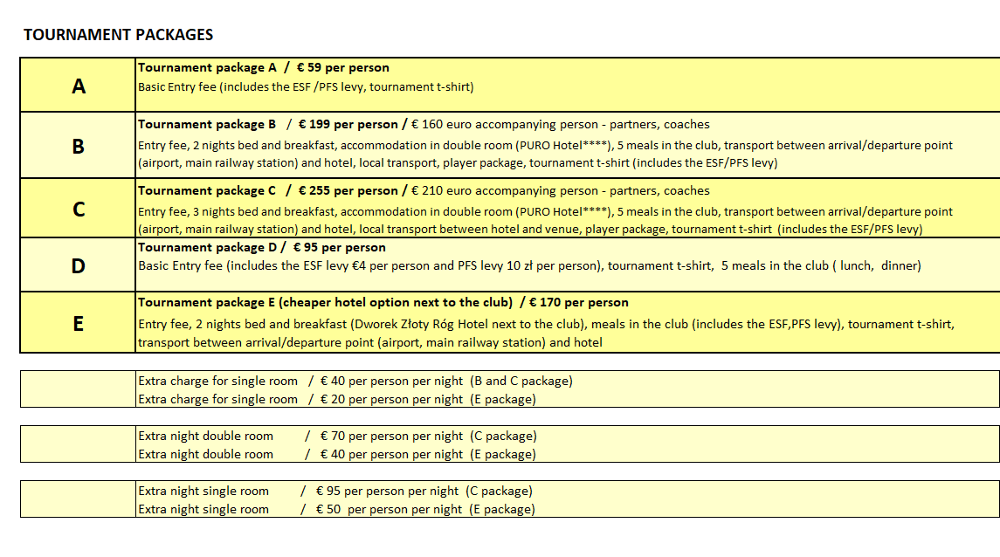 TOURNAMENT PACKAGES
A
Tournament package A / € 59 per person
Basic Entry fee (includes the ESF /PFS levy, tournament t-shirt)
B
Tournament package B / € 199 per person / € 160 euro accompanying person - partners, coaches
Entry fee, 2 nights bed and breakfast, accommodation in double room (PURO Hotel****), 5 meals in the club, transport between arrival/departure point
(airport, main railway station) and hotel, local transport, player package, tournament t-shirt (includes the ESF/PFS levy)
C
Tournament package C / € 255 per person / € 210 euro accompanying person - partners, coaches
Entry fee, 3 nights bed and breakfast, accommodation in double room (PURO Hotel****), 5 meals in the club, transport between arrival/departure point
(airport, main railway station) and hotel, local transport between hotel and venue, player package, tournament t-shirt (includes the ESF/PFS levy)
D
Tournament package D / € 95 per person
Basic Entry fee (includes the ESF levy €4 per person and PFS levy 10 zł per person), tournament t-shirt, 5 meals in the club ( lunch, dinner)
E
Tournament package E (cheaper hotel option next to the club) / € 170 per person
Entry fee, 2 nights bed and breakfast (Dworek Złoty Róg Hotel next to the club), meals in the club (includes the ESF,PFS levy), tournament t-shirt,
transport between arrival/departure point (airport, main railway station) and hotel
Extra charge for single room / € 40 per person per night (B and C package)
Extra charge for single room / € 20 per person per night (E package)
Extra night double room / € 70 per person per night (C package)
Extra night double room / € 40 per person per night (E package)
Extra night single room / € 95 per person per night (C package)
Extra night single room / € 50 per person per night (E package)